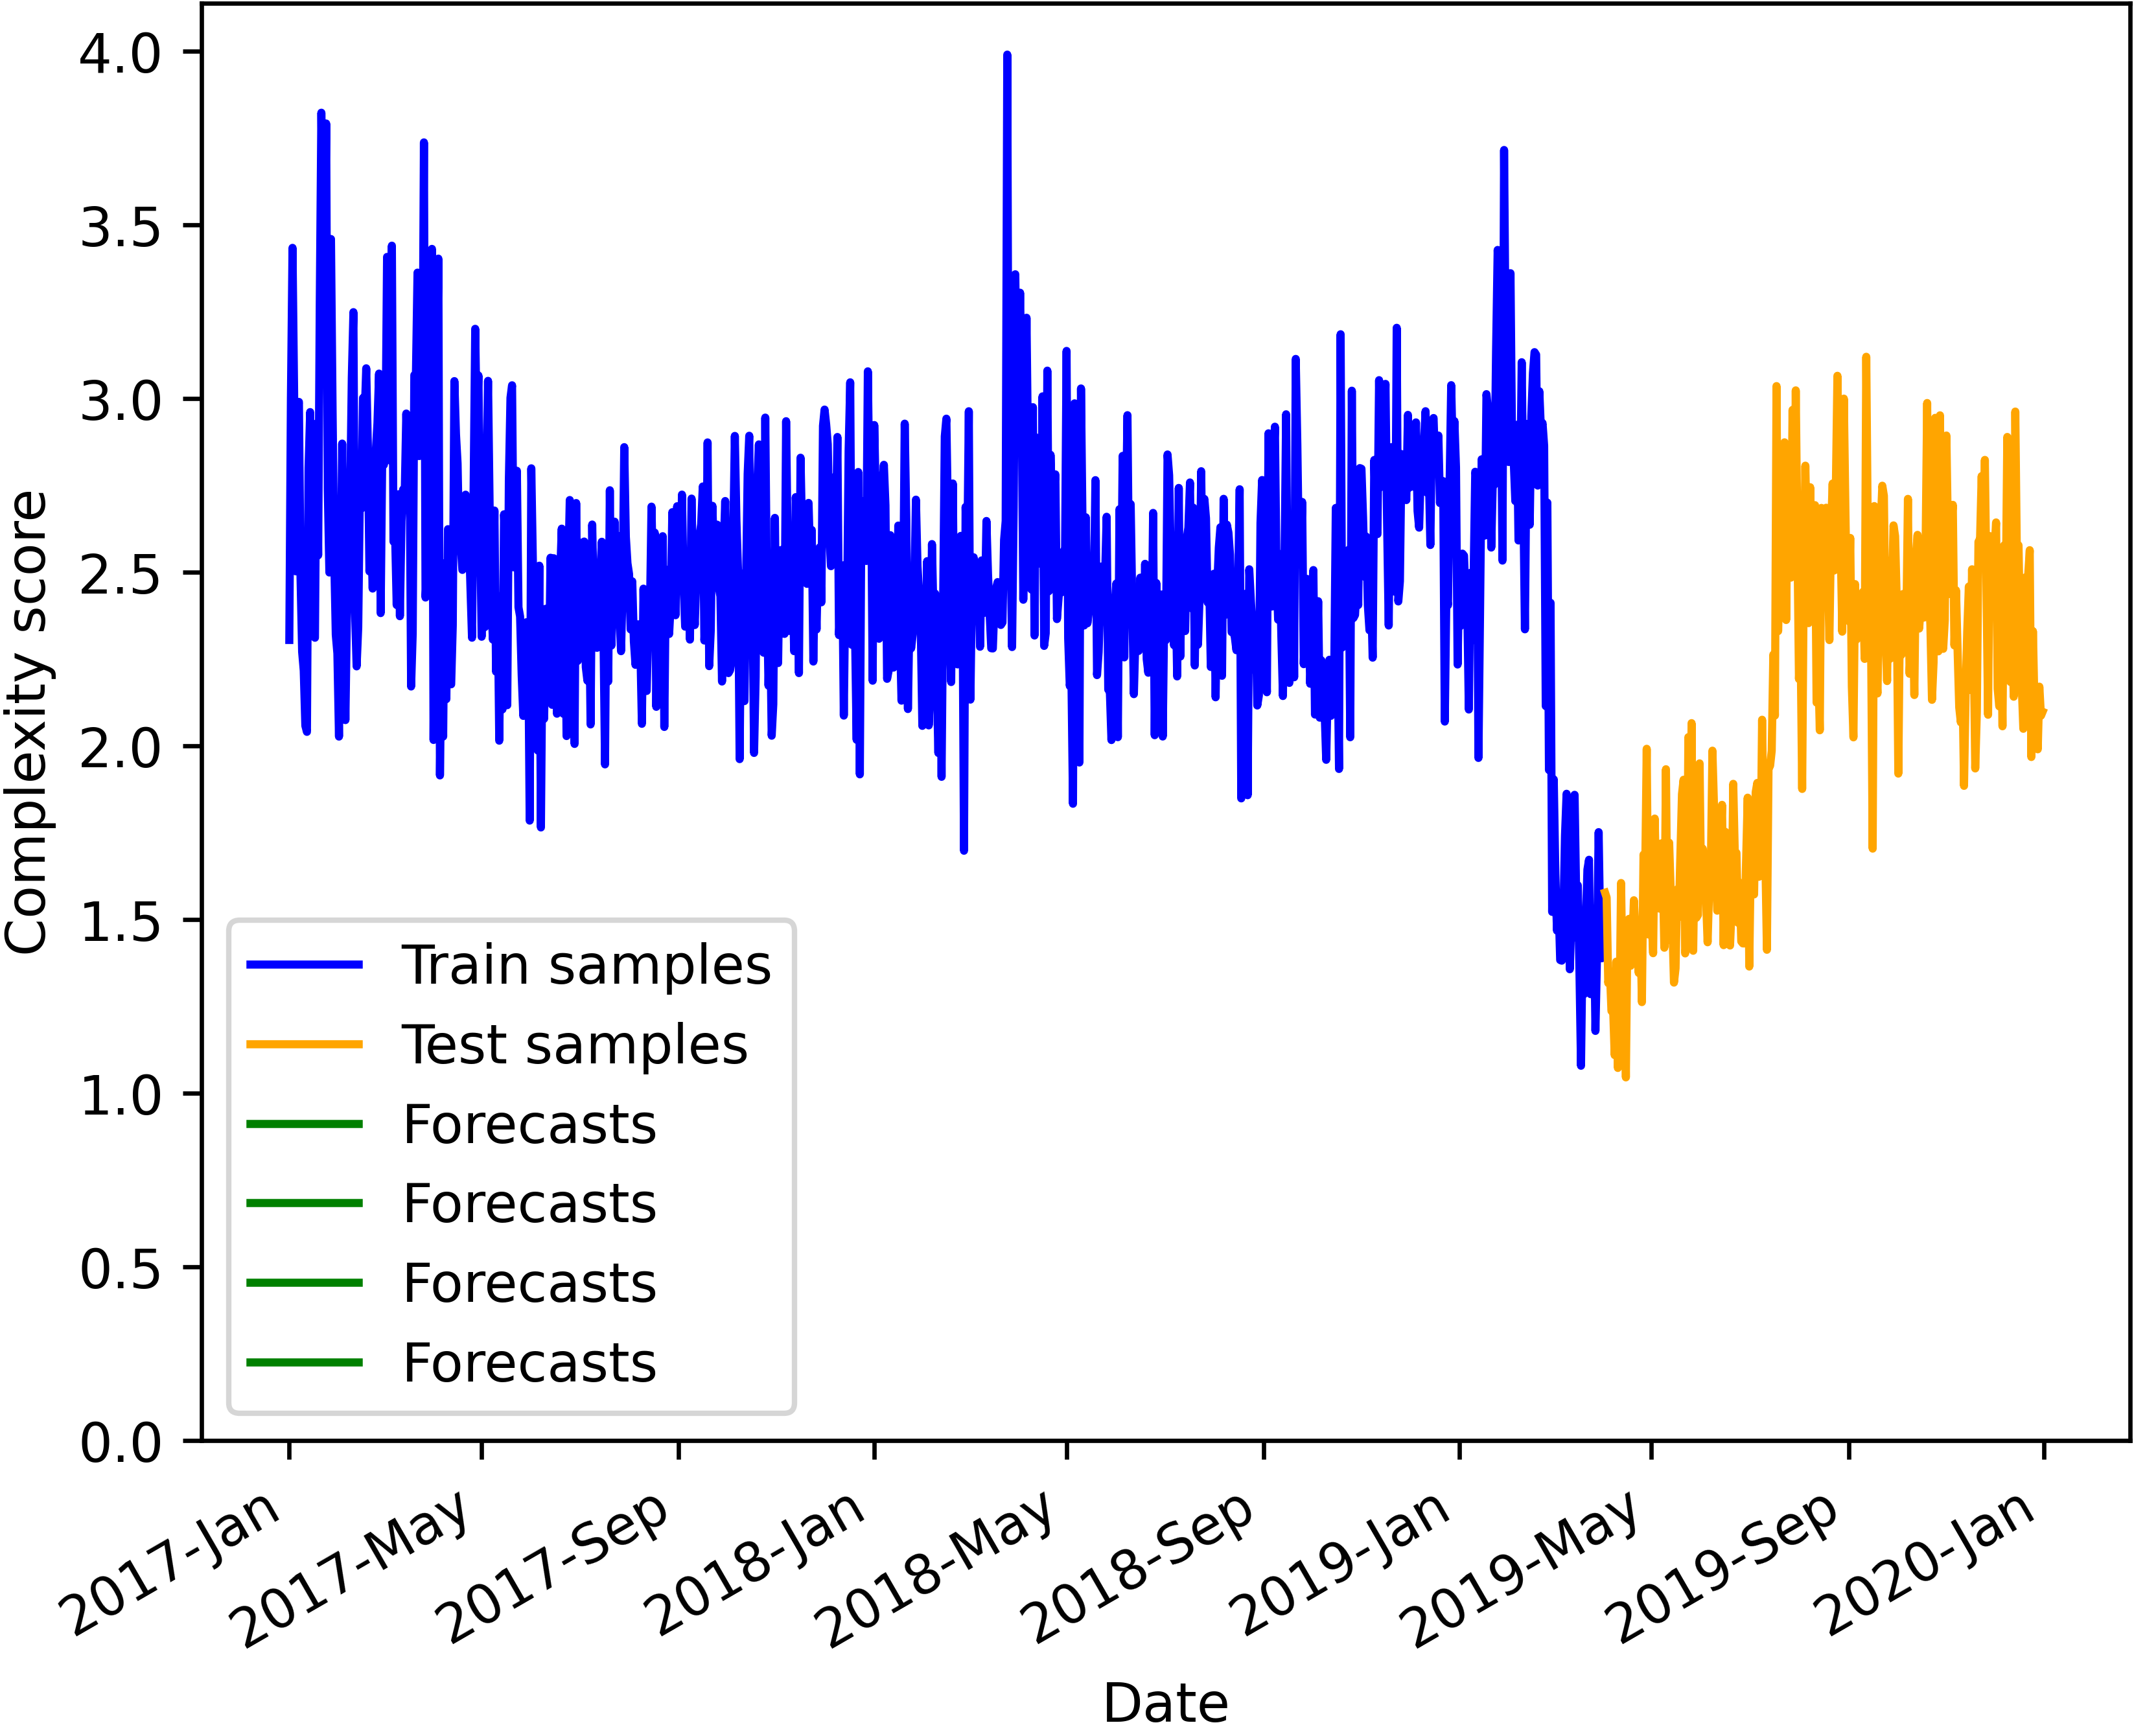 4.0
3.5
3.0
2.5
2.0
1.5
1.0
0.5
0.0
Complexity score
Train samples
Test samples
Forecasts
Forecasts
Forecasts
Forecasts
2017-Jan
2017-May
2017-Sep
2018-Jan
2018-May
2018-Sep
2019-Jan
2019-May
2019-Sep
2020-Jan
Date